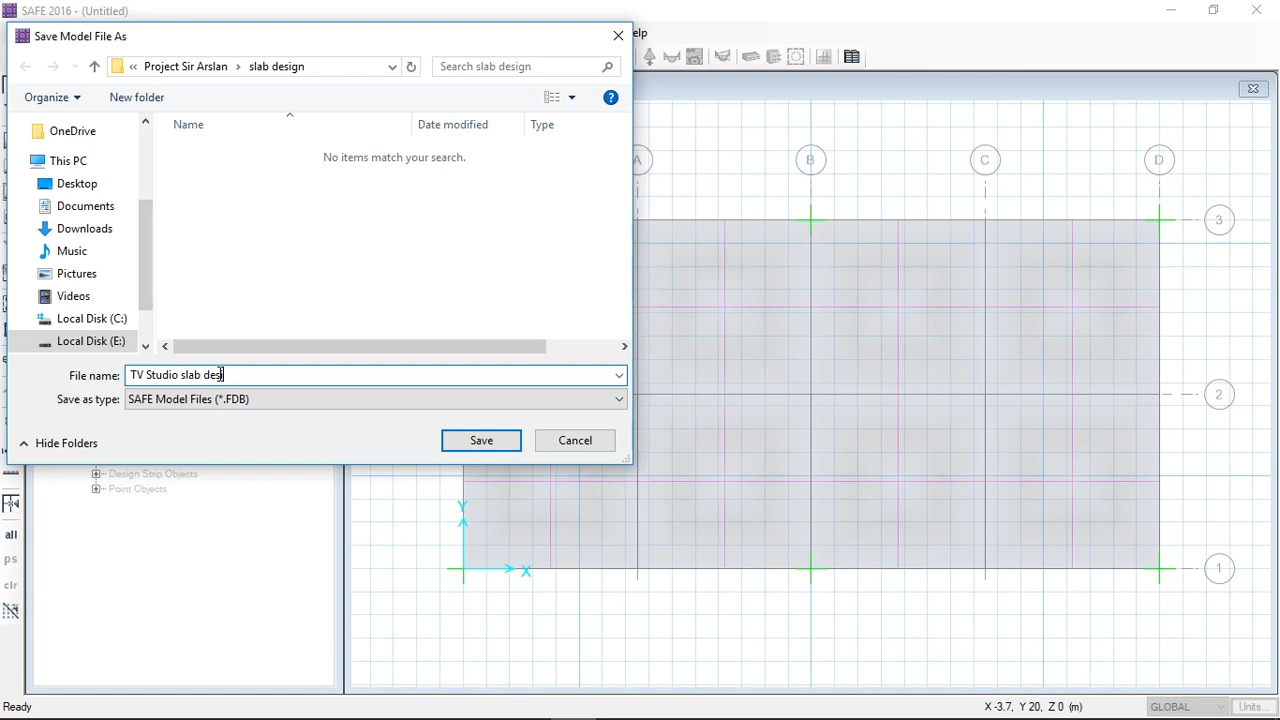 SAFE 2016 - (Untitled)
Save Model File As
elp
Project Sir Arslan
slab design
Search slab design
Organize
New folder
?
Name
Date modified
Type
OneDrive
No items match your search.
This PC
Desktop
Documents
Downloads
Music
Pictures
Videos
Local Disk (C:)
Local Disk (E:)
File name:
TV Studio slab desi
Save as type:
SAFE Model Files (*.FDB)
Hide Folders
Save
Cancel
Design Strip Objects
Point Objects
A
B
C
D
3
2
1
Y
X
all
ps
clr
Ready
X -3.7, Y 20, Z 0 (m)
GLOBAL
Units...